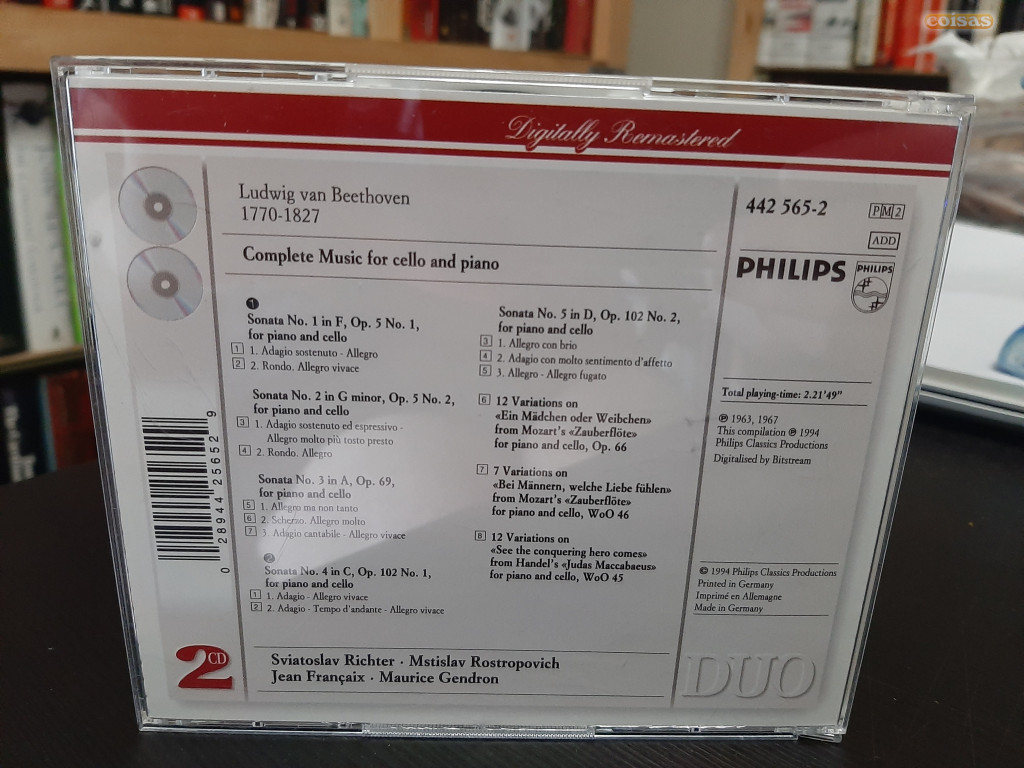 coisas
Digitally Remastered
Ludwig van Beethoven
1770-1827
Complete Music for cello and piano
1
Sonata No. 1 in F, Op. 5 No. 1,
for piano and cello
1 1. Adagio sostenuto - Allegro
2 2. Rondo. Allegro vivace
Sonata No. 2 in G minor, Op. 5 No. 2,
for piano and cello
3 1. Adagio sostenuto ed espressivo -
Allegro molto più tosto presto
4 2. Rondo. Allegro
Sonata No. 3 in A, Op. 69,
for piano and cello
5 1. Allegro ma non tanto
6 2. Scherzo. Allegro molto
7 3. Adagio cantabile - Allegro vivace
2
Sonata No. 4 in C, Op. 102 No. 1,
for piano and cello
1 1. Adagio - Allegro vivace
2 2. Adagio - Tempo d'andante - Allegro vivace
Sonata No. 5 in D, Op. 102 No. 2,
for piano and cello
3 1. Allegro con brio
4 2. Adagio con molto sentimento d'affetto
5 3. Allegro - Allegro fugato
6 12 Variations on
«Ein Mädchen oder Weibchen»
from Mozart's «Zauberflöte»
for piano and cello, Op. 66
7 7 Variations on
«Bei Männern, welche Liebe fühlen»
from Mozart's «Zauberflöte»
for piano and cello, WoO 46
8 12 Variations on
«See the conquering hero comes»
from Handel's «Judas Maccabaeus»
for piano and cello, WoO 45
Sviatoslav Richter · Mstislav Rostropovich
Jean Françaix · Maurice Gendron
442 565-2
PM2
ADD
PHILIPS
PHILIPS
Total playing-time: 2.21'49"
℗ 1963, 1967
This compilation ℗ 1994
Philips Classics Productions
Digitalised by Bitstream
© 1994 Philips Classics Productions
Printed in Germany
Imprimé en Allemagne
Made in Germany
DUO
2 CD
0 28944 25652 9